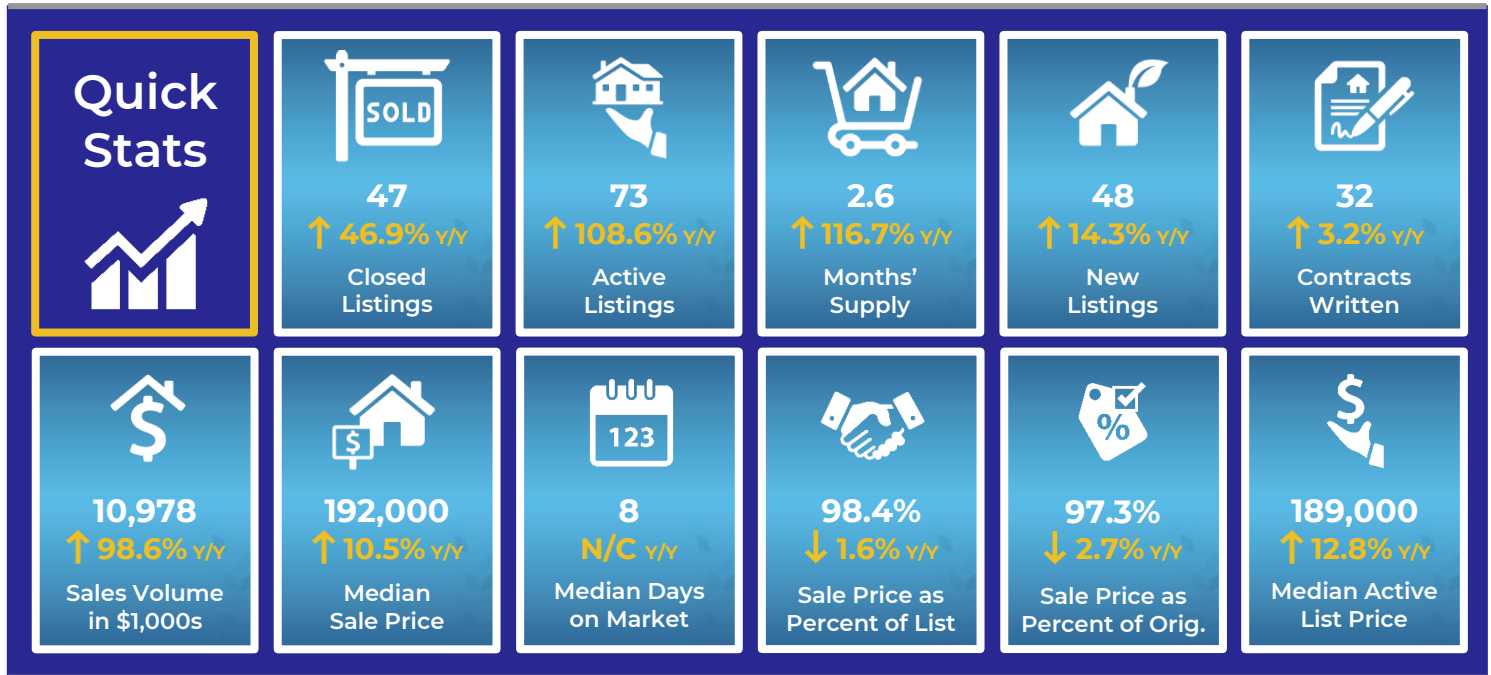 Quick
Stats
SOLD
47
↑ 46.9% Y/Y
Closed
Listings
73
↑ 108.6% Y/Y
Active
Listings
2.6
↑ 116.7% Y/Y
Months’
Supply
48
↑ 14.3% Y/Y
New
Listings
32
↑ 3.2% Y/Y
Contracts
Written
$
10,978
↑ 98.6% Y/Y
Sales Volume
in $1,000s
$
192,000
↑ 10.5% Y/Y
Median
Sale Price
123
8
N/C Y/Y
Median Days
on Market
98.4%
↓ 1.6% Y/Y
Sale Price as
Percent of List
%
97.3%
↓ 2.7% Y/Y
Sale Price as
Percent of Orig.
$
189,000
↑ 12.8% Y/Y
Median Active
List Price